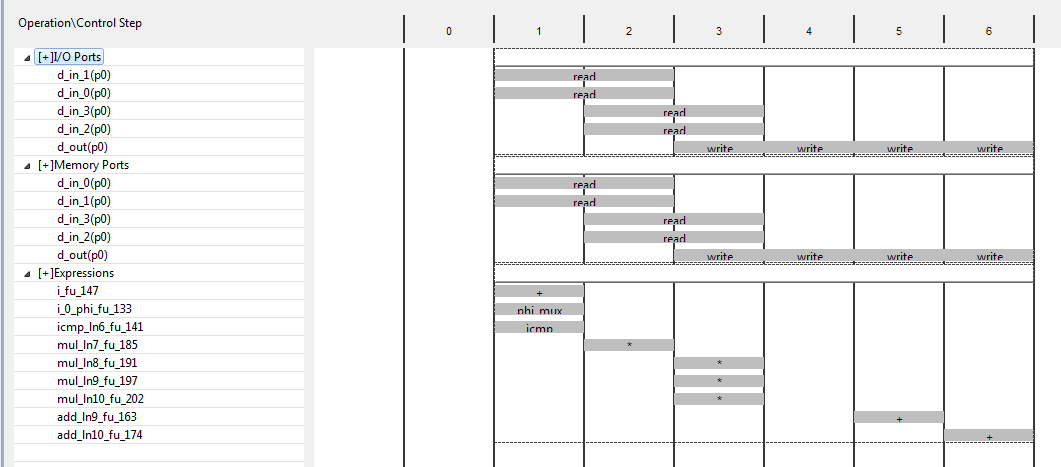 Operation\Control Step
0 1 2 3 4 5 6
[+]I/O Ports
d_in_1(p0) read
d_in_0(p0) read
d_in_3(p0) read
d_in_2(p0) read
d_out(p0) write write write write
[+]Memory Ports
d_in_0(p0) read
d_in_1(p0) read
d_in_3(p0) read
d_in_2(p0) read
d_out(p0) write write write write
[+]Expressions
i_fu_147 +
i_0_phi_fu_133 phi_mux
icmp_ln6_fu_141 icmp
mul_ln7_fu_185 *
mul_ln8_fu_191 *
mul_ln9_fu_197 *
mul_ln10_fu_202 *
add_ln9_fu_163 +
add_ln10_fu_174 +